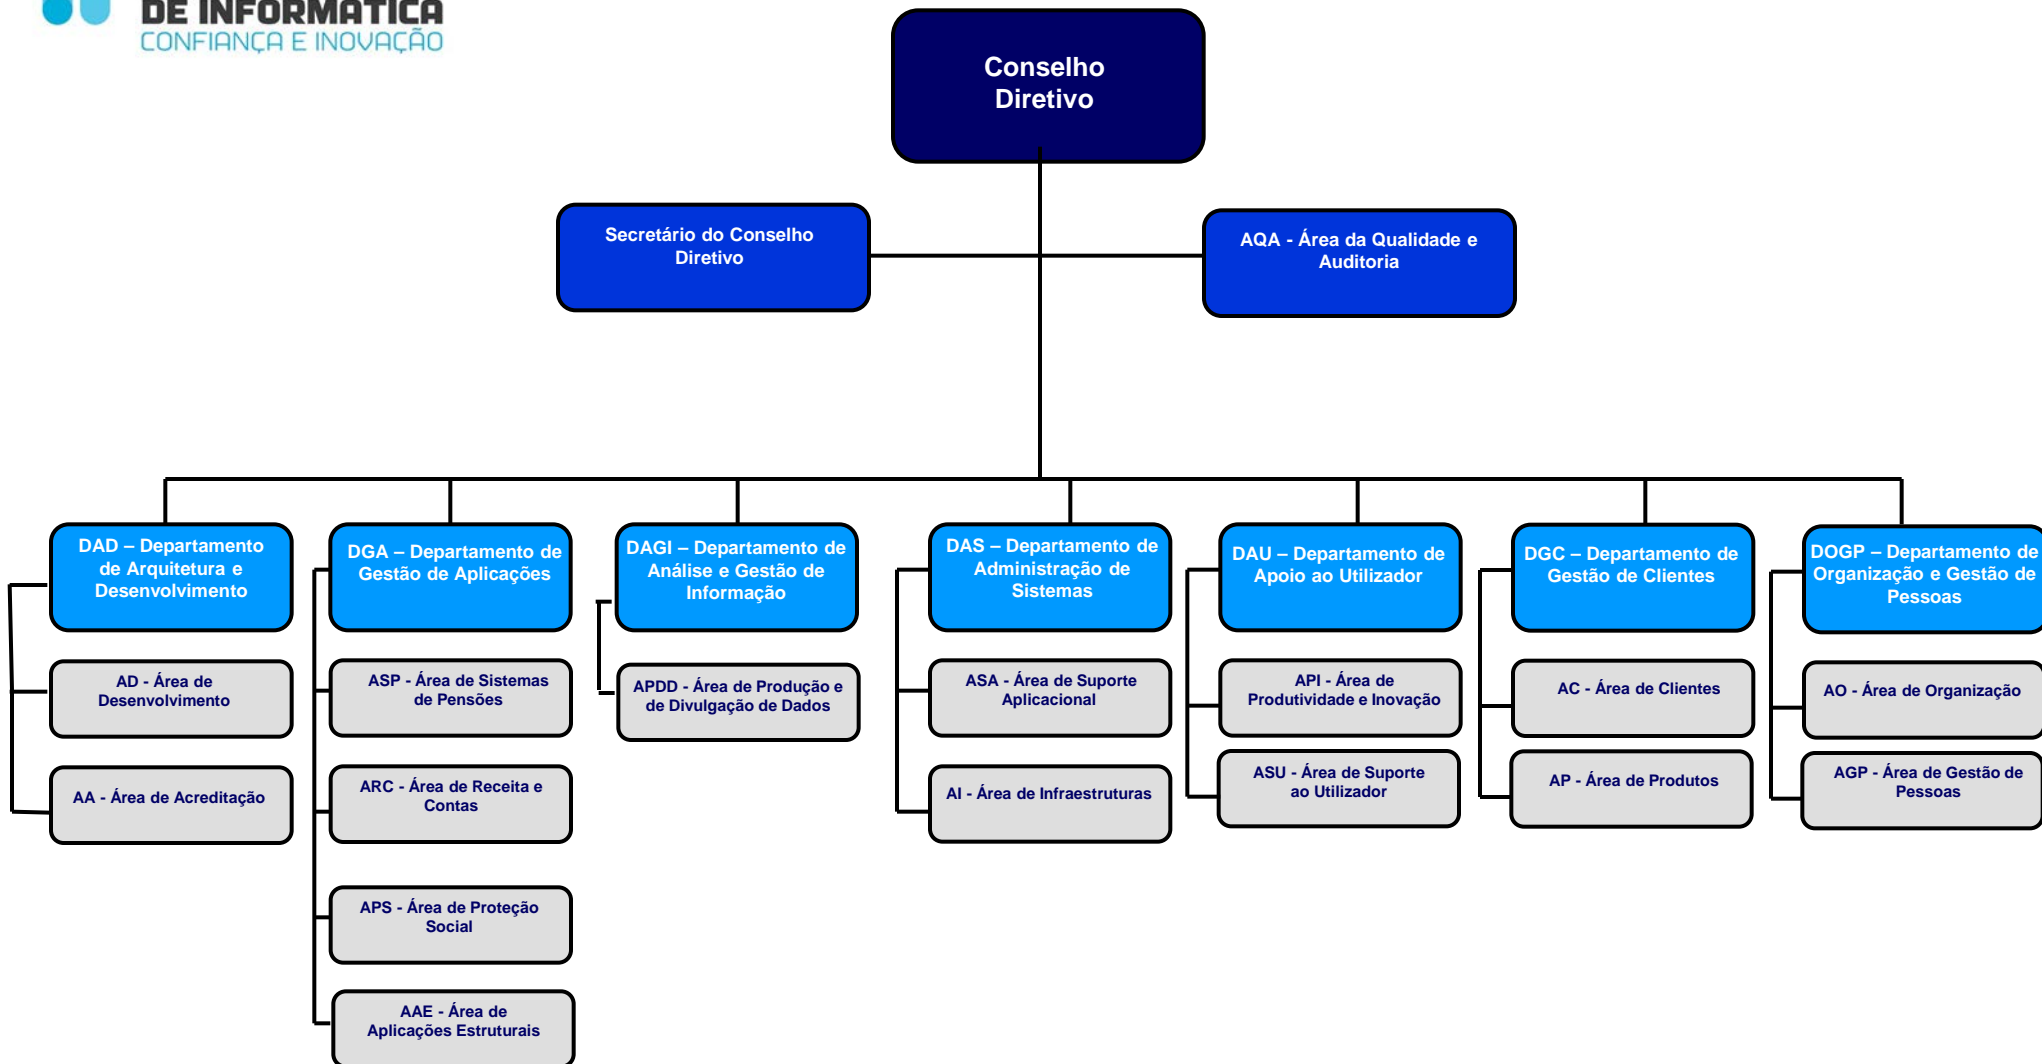 DE INFORMÁTICA
CONFIANÇA E INOVAÇÃO
Conselho
Diretivo
Secretário do Conselho
Diretivo
AQA - Área da Qualidade e
Auditoria
DAD – Departamento
de Arquitetura e
Desenvolvimento
AD - Área de
Desenvolvimento
AA - Área de Acreditação
DGA – Departamento de
Gestão de Aplicações
ASP - Área de Sistemas
de Pensões
ARC - Área de Receita e
Contas
APS - Área de Proteção
Social
AAE - Área de
Aplicações Estruturais
DAGI – Departamento de
Análise e Gestão de
Informação
APDD - Área de Produção e
de Divulgação de Dados
DAS – Departamento de
Administração de
Sistemas
ASA - Área de Suporte
Aplicacional
AI - Área de Infraestruturas
DAU – Departamento de
Apoio ao Utilizador
API - Área de
Produtividade e Inovação
ASU - Área de Suporte
ao Utilizador
DGC – Departamento de
Gestão de Clientes
AC - Área de Clientes
AP - Área de Produtos
DOGP – Departamento de
Organização e Gestão de
Pessoas
AO - Área de Organização
AGP - Área de Gestão de
Pessoas